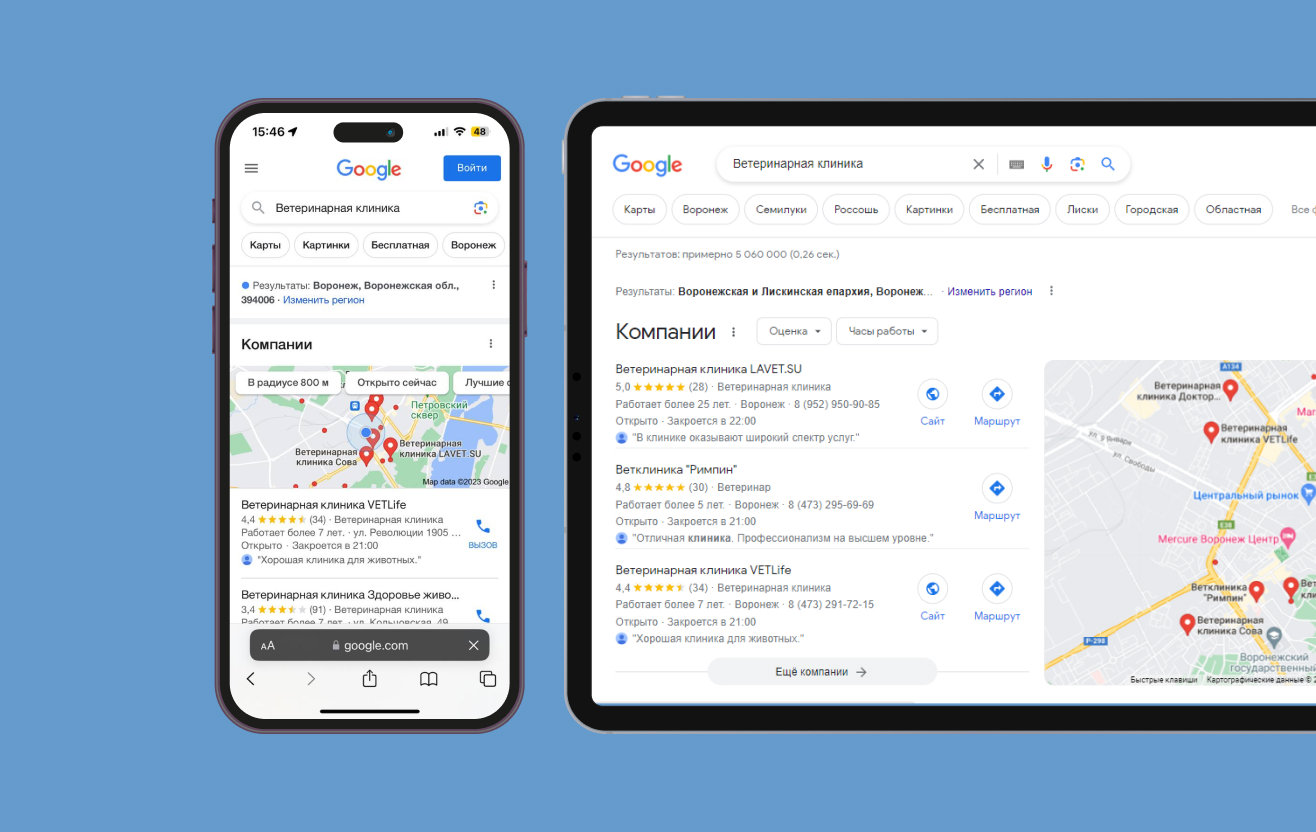 15:46
48
Google
Войти
Ветеринарная клиника
Карты
Картинки
Бесплатная
Воронеж
Результаты: Воронеж, Воронежская обл.,
394006 · Изменить регион
Компании
В радиусе 800 м
Открыто сейчас
Лучшие
Петровский
сквер
Ветеринарная
клиника LAVET.SU
Ветеринарная
клиника Сова
Map data ©2023 Google
Ветеринарная клиника VETLife
4,4 (34) · Ветеринарная клиника
Работает более 7 лет. · ул. Революции 1905 ...
Открыто · Закроется в 21:00
ВЫЗОВ
"Хорошая клиника для животных."
Ветеринарная клиника Здоровье живо...
3,4 (91) · Ветеринарная клиника
Работает более 7 лет. · ул. Кольцовская, 49
AA
google.com
Google
Ветеринарная клиника
Карты
Воронеж
Семилуки
Россошь
Картинки
Бесплатная
Лиски
Городская
Областная
Все
Результатов: примерно 5 060 000 (0,26 сек.)
Результаты: Воронежская и Лискинская епархия, Воронеж... · Изменить регион
Компании
Оценка
Часы работы
Ветеринарная клиника LAVET.SU
5,0 (28) · Ветеринарная клиника
Работает более 25 лет. · Воронеж · 8 (952) 950-90-85
Открыто · Закроется в 22:00
"В клинике оказывают широкий спектр услуг."
Сайт
Маршрут
Ветклиника "Римпин"
4,8 (30) · Ветеринар
Работает более 5 лет. · Воронеж · 8 (473) 295-69-69
Открыто · Закроется в 21:00
"Отличная клиника. Профессионализм на высшем уровне."
Маршрут
Ветеринарная клиника VETLife
4,4 (34) · Ветеринарная клиника
Работает более 7 лет. · Воронеж · 8 (473) 291-72-15
Открыто · Закроется в 21:00
"Хорошая клиника для животных."
Сайт
Маршрут
Ещё компании
A134
Ветеринарная
клиника Доктор...
Mar
Ветеринарная
клиника VETLife
ул. 9 Января
ул. Свободы
Центральный рынок
E38
Mercure Воронеж Центр
Ветклиника
"Римпин"
Вет
кли
Ветеринарная
клиника Сова
P-298
Воронежский
государственный
Быстрые клавиши
Картографические данные ©